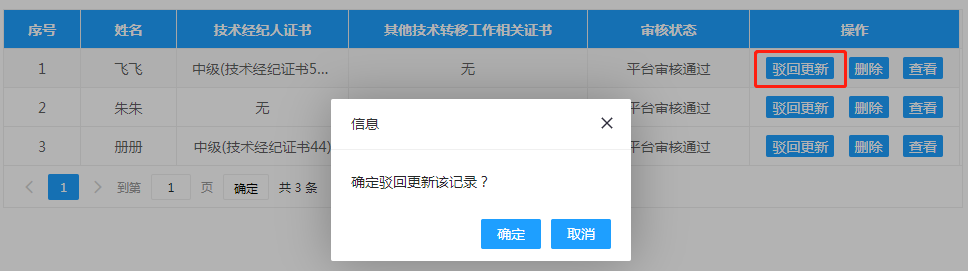 序号 姓名 技术经纪人证书 其他技术转移工作相关证书 审核状态 操作
1 飞飞 中级(技术经纪证书5... 无 平台审核通过 驳回更新 删除 查看
2 朱朱 无 平台审核通过 驳回更新 删除 查看
3 册册 中级(技术经纪证书44) 平台审核通过 驳回更新 删除 查看
1 到第 1 页 确定 共 3 条
信息
确定驳回更新该记录？
确定 取消